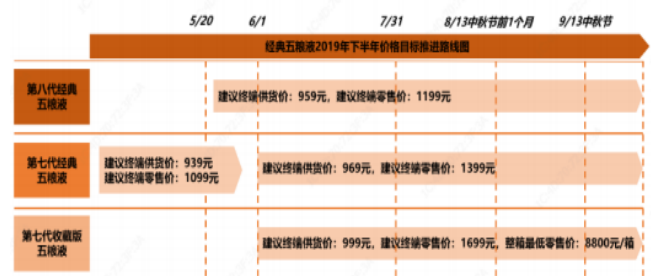 5/20 6/1 7/31 8/13中秋节前1个月 9/13中秋节
经典五粮液2019年下半年价格目标推进路线图
第八代经典
五粮液
建议终端供货价：959元，建议终端零售价：1199元
第七代经典
五粮液
建议终端供货价：939元
建议终端零售价：1099元
建议终端供货价：969元，建议终端零售价：1399元
第七代收藏版
五粮液
建议终端供货价：999元，建议终端零售价：1699元，整箱最低零售价：8800元/箱